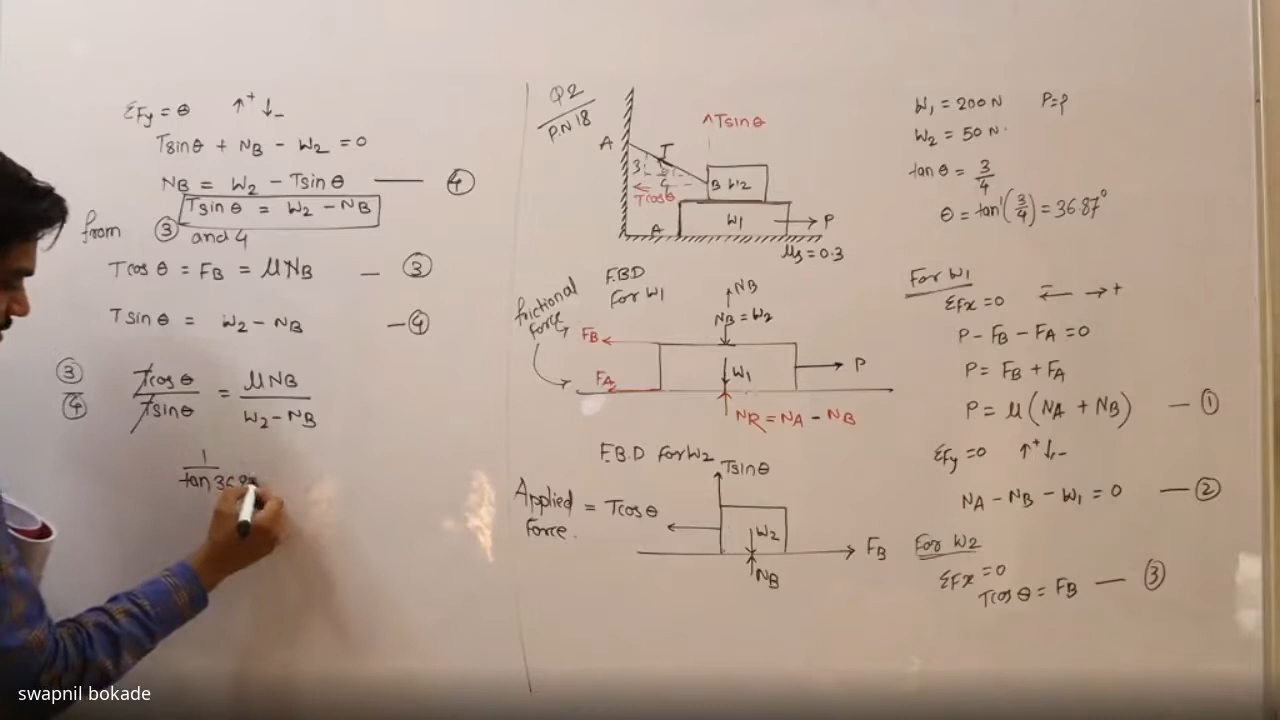 ΣFy = θ ↑+ ↓-
Tsinθ + NB - W2 = 0
NB = W2 - Tsinθ —— ④
Tsinθ = W2 - NB
from ③ and 4
Tcosθ = FB = μNB — ③
Tsinθ = W2 - NB — ④
③/④ Tcosθ/Tsinθ = μNB/W2 - NB
1/tan 368
Q2/P.N 18
^Tsinθ
A T
3 4 B W2
Tcosθ
A W1 P
μs = 0.3
F.B.D
For W1
frictional force
NB
NB = W2
FB
W1 P
FA
NR = NA - NB
F.B.D For W2
Tsinθ
Applied Force. = Tcosθ
W2
FB
NB
W1 = 200 N P=P
W2 = 50 N.
tanθ = 3/4
θ = tan⁻¹(3/4) = 36.87°
For W1
ΣFx = 0 ←- →+
P - FB - FA = 0
P = FB + FA
P = μ(NA + NB) — ①
ΣFy = 0 ↑+ ↓-
NA - NB - W1 = 0 — ②
For W2
ΣFx = 0
Tcosθ = FB — ③
swapnil bokade